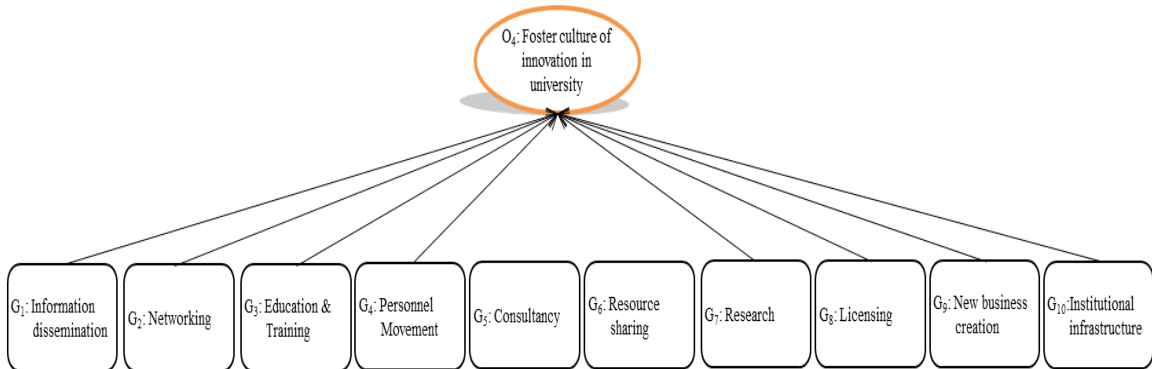 O₄: Foster culture of
innovation in
university
G₁: Information
dissemination
G₂: Networking
G₃: Education &
Training
G₄: Personnel
Movement
G₅: Consultancy
G₆: Resource
sharing
G₇: Research
G₈: Licensing
G₉: New business
creation
G₁₀:Institutional
infrastructure